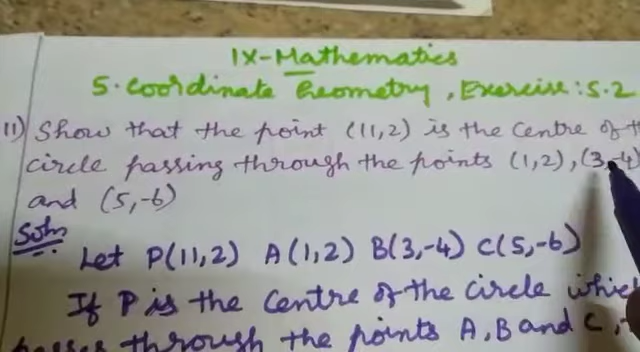 IX-Mathematics
5. Coordinate Geometry, Exercise: 5.2
11) Show that the point (11,2) is the centre of
circle passing through the points (1,2), (3,-4)
and (5,-6)
Soln
Let P(11,2) A(1,2) B(3,-4) C(5,-6)
If P is the centre of the circle which
passes through the points A, B and C,